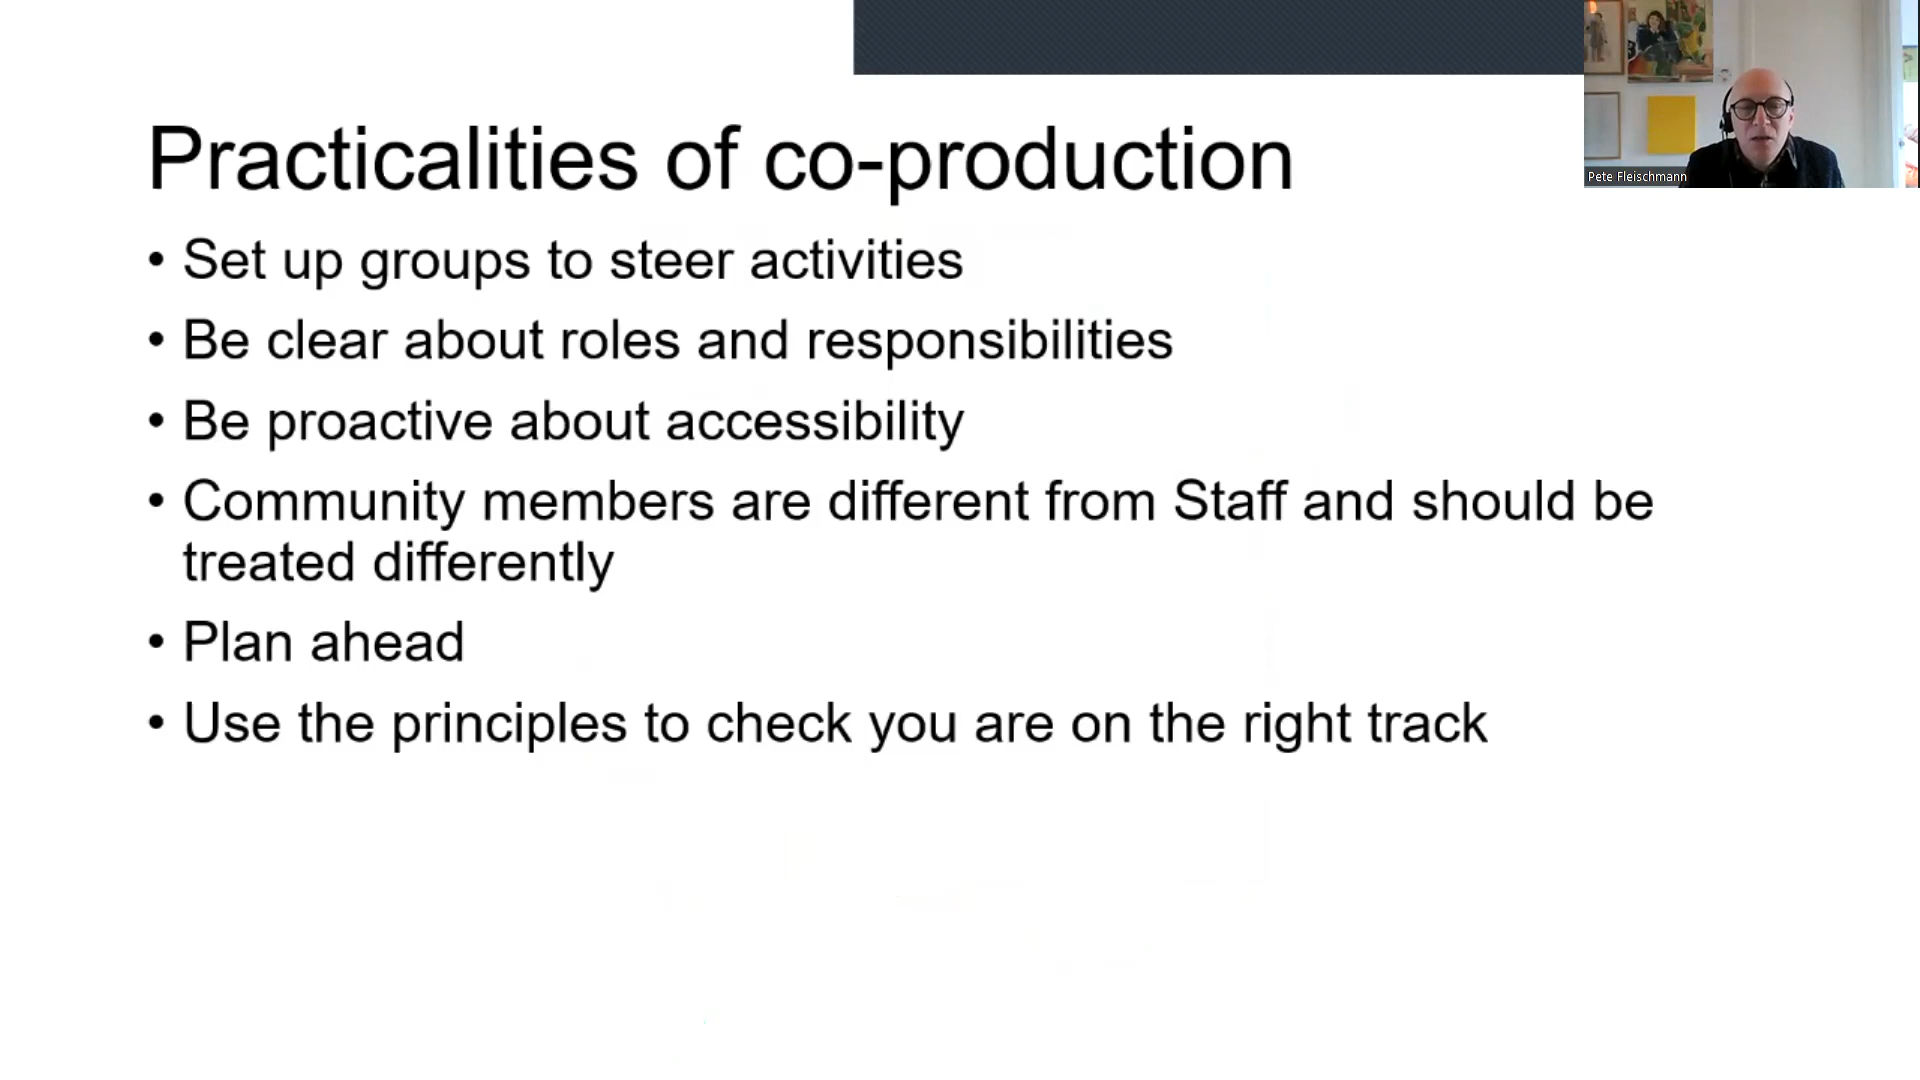 Practicalities of co-production
• Set up groups to steer activities
• Be clear about roles and responsibilities
• Be proactive about accessibility
• Community members are different from Staff and should be
treated differently
• Plan ahead
• Use the principles to check you are on the right track
Pete Fleischmann